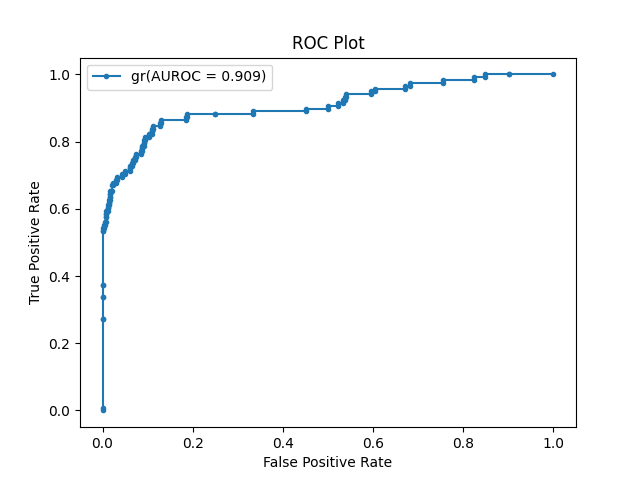 ROC Plot
gr(AUROC = 0.909)
True Positive Rate
1.0
0.8
0.6
0.4
0.2
0.0
0.0 0.2 0.4 0.6 0.8 1.0
False Positive Rate